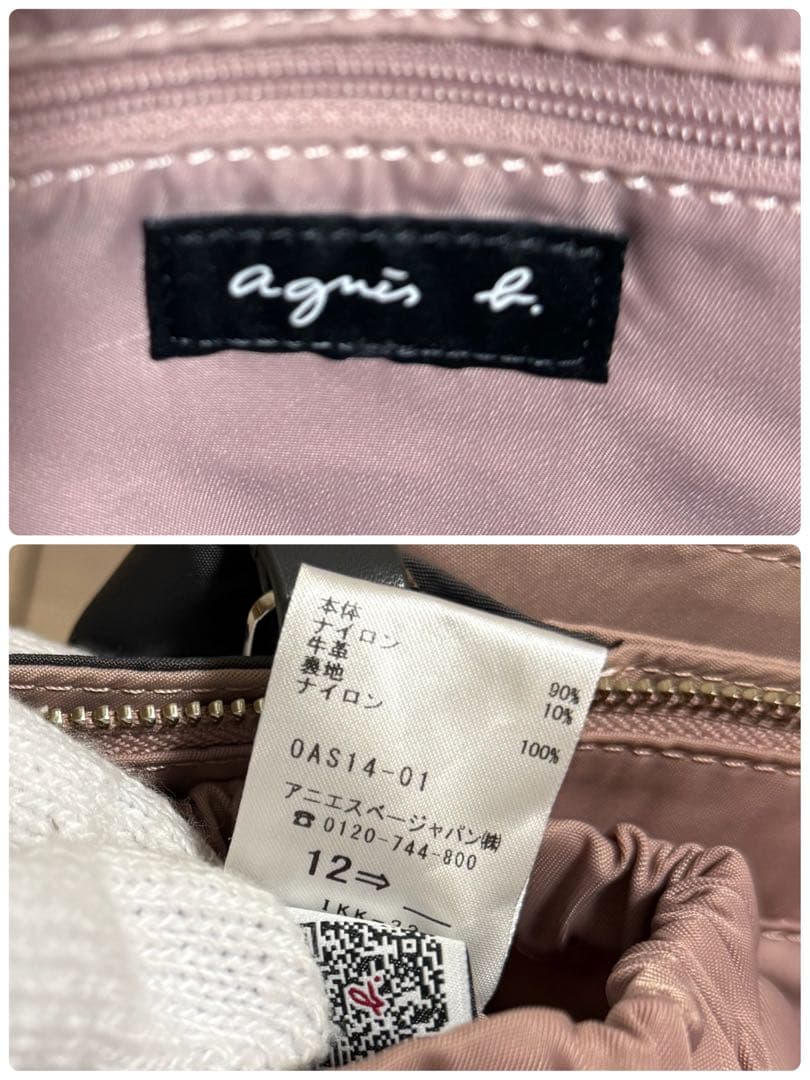 agnès b.
本体
ナイロン 90%
牛革 10%
裏地
ナイロン 100%
0AS14-01
アニエスベージャパン㈱
☎0120-744-800
12⇒
b.